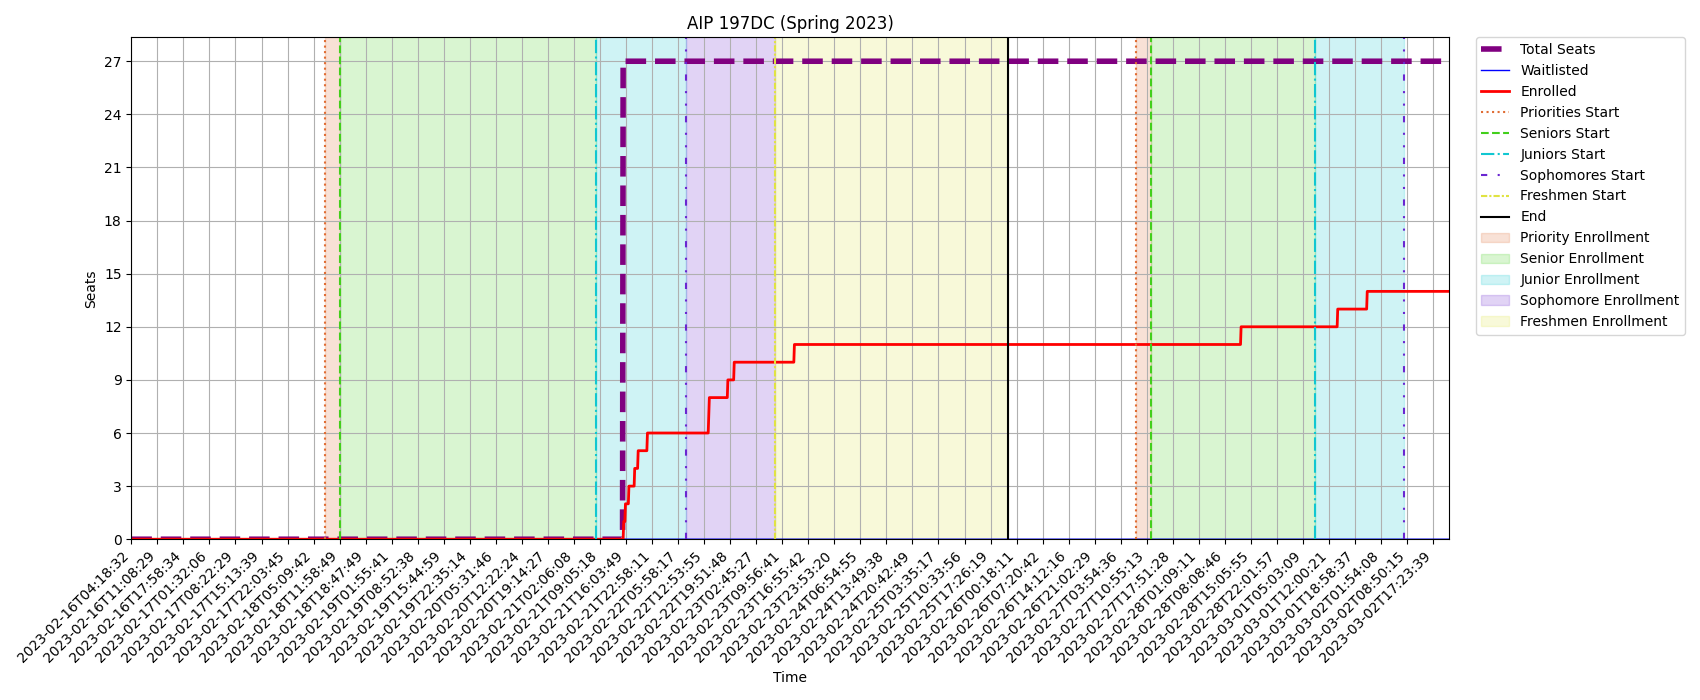 AIP 197DC (Spring 2023)
Seats
27
24
21
18
15
12
9
6
3
0
2023-02-16T04:18:32
2023-02-16T11:08:29
2023-02-16T17:58:34
2023-02-17T01:32:06
2023-02-17T08:22:29
2023-02-17T15:13:39
2023-02-17T22:03:45
2023-02-18T05:09:42
2023-02-18T11:58:49
2023-02-18T18:47:49
2023-02-19T01:55:41
2023-02-19T08:52:38
2023-02-19T15:44:59
2023-02-19T22:35:14
2023-02-20T05:31:46
2023-02-20T12:22:24
2023-02-20T19:14:27
2023-02-21T02:06:08
2023-02-21T09:05:18
2023-02-21T16:03:49
2023-02-21T22:58:11
2023-02-22T05:58:17
2023-02-22T12:53:55
2023-02-22T19:51:48
2023-02-23T02:45:27
2023-02-23T09:56:41
2023-02-23T16:55:42
2023-02-23T23:53:20
2023-02-24T06:54:55
2023-02-24T13:49:38
2023-02-24T20:42:49
2023-02-25T03:35:17
2023-02-25T10:33:56
2023-02-25T17:26:19
2023-02-26T00:18:11
2023-02-26T07:20:42
2023-02-26T14:12:16
2023-02-26T21:02:29
2023-02-27T03:54:36
2023-02-27T10:55:13
2023-02-27T17:51:28
2023-02-28T01:09:11
2023-02-28T08:08:46
2023-02-28T15:05:55
2023-02-28T22:01:57
2023-03-01T05:03:09
2023-03-01T12:00:21
2023-03-01T18:58:37
2023-03-02T01:54:08
2023-03-02T08:50:15
2023-03-02T17:23:39
Time
Total Seats
Waitlisted
Enrolled
Priorities Start
Seniors Start
Juniors Start
Sophomores Start
Freshmen Start
End
Priority Enrollment
Senior Enrollment
Junior Enrollment
Sophomore Enrollment
Freshmen Enrollment